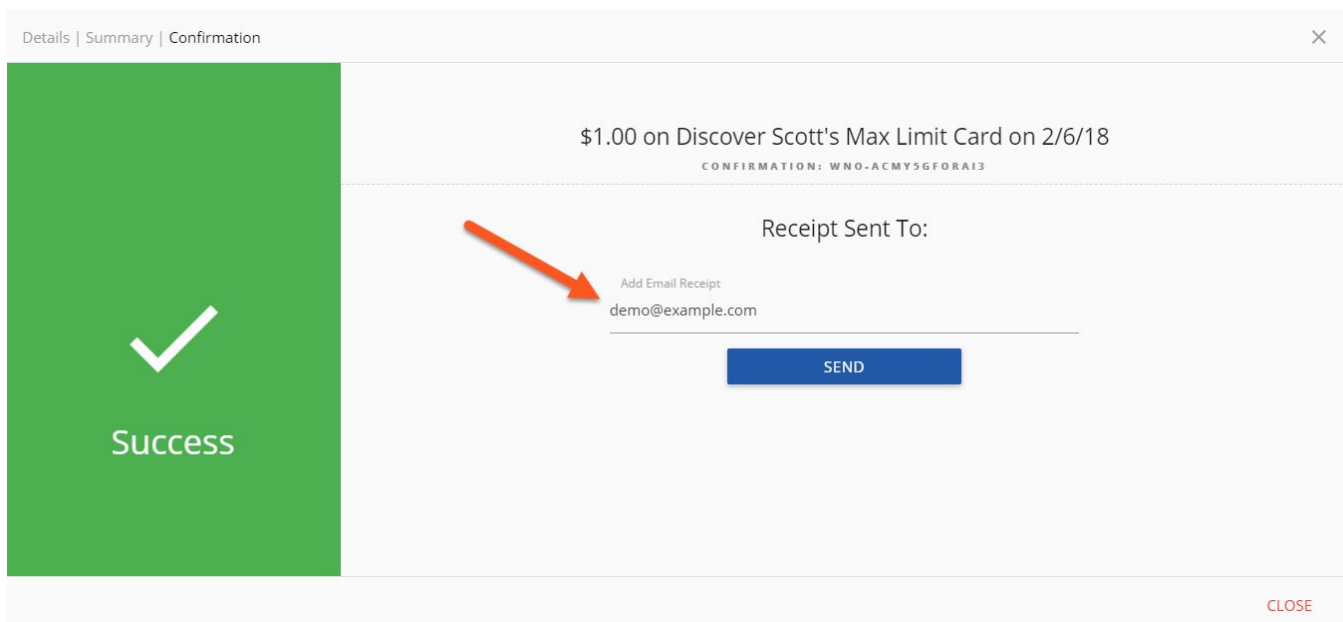 Details | Summary | Confirmation
$1.00 on Discover Scott's Max Limit Card on 2/6/18
CONFIRMATION: WNO-ACMY5GFORAI3
Receipt Sent To:
Add Email Receipt
demo@example.com
SEND
Success
CLOSE